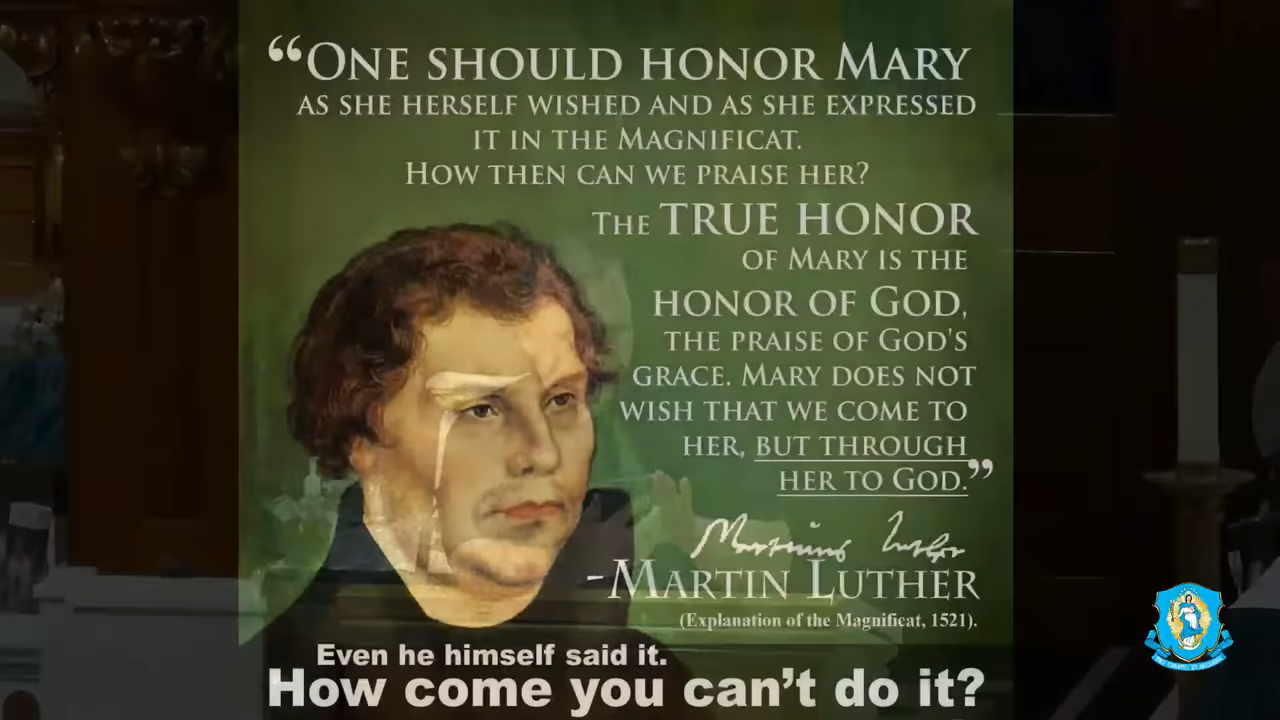 “One should honor Mary
as she herself wished and as she expressed
it in the Magnificat.
How then can we praise her?
The TRUE HONOR
of Mary is the
HONOR OF GOD,
the praise of God's
grace. Mary does not
wish that we come to
her, but through
her to God.”
Martinus Luther
-Martin Luther
(Explanation of the Magnificat, 1521).
Even he himself said it.
How come you can't do it?